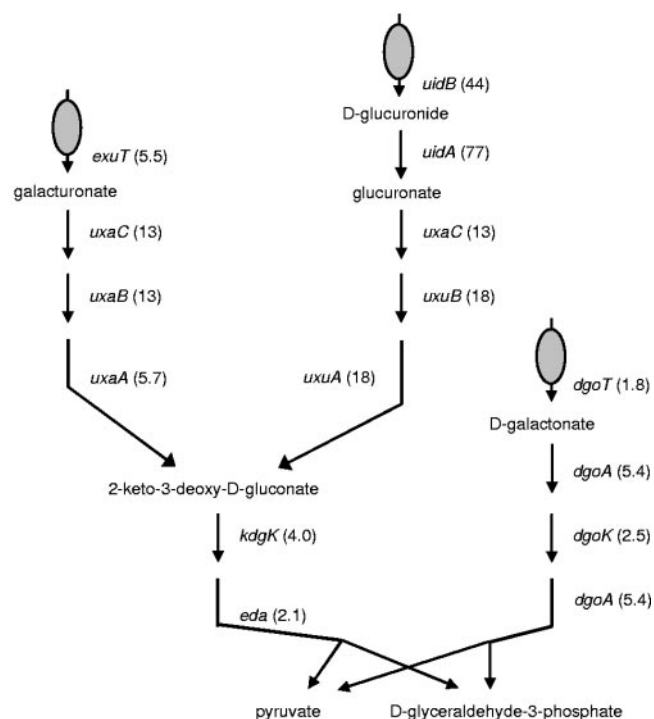 uidB (44)
D-glucuronide
exuT (5.5)
uidA (77)
galacturonate
glucuronate
uxaC (13)
uxaC (13)
uxaB (13)
uxuB (18)
uxaA (5.7)
uxuA (18)
dgoT (1.8)
D-galactonate
dgoA (5.4)
2-keto-3-deoxy-D-gluconate
kdgK (4.0)
dgoK (2.5)
eda (2.1)
dgoA (5.4)
pyruvate
D-glyceraldehyde-3-phosphate